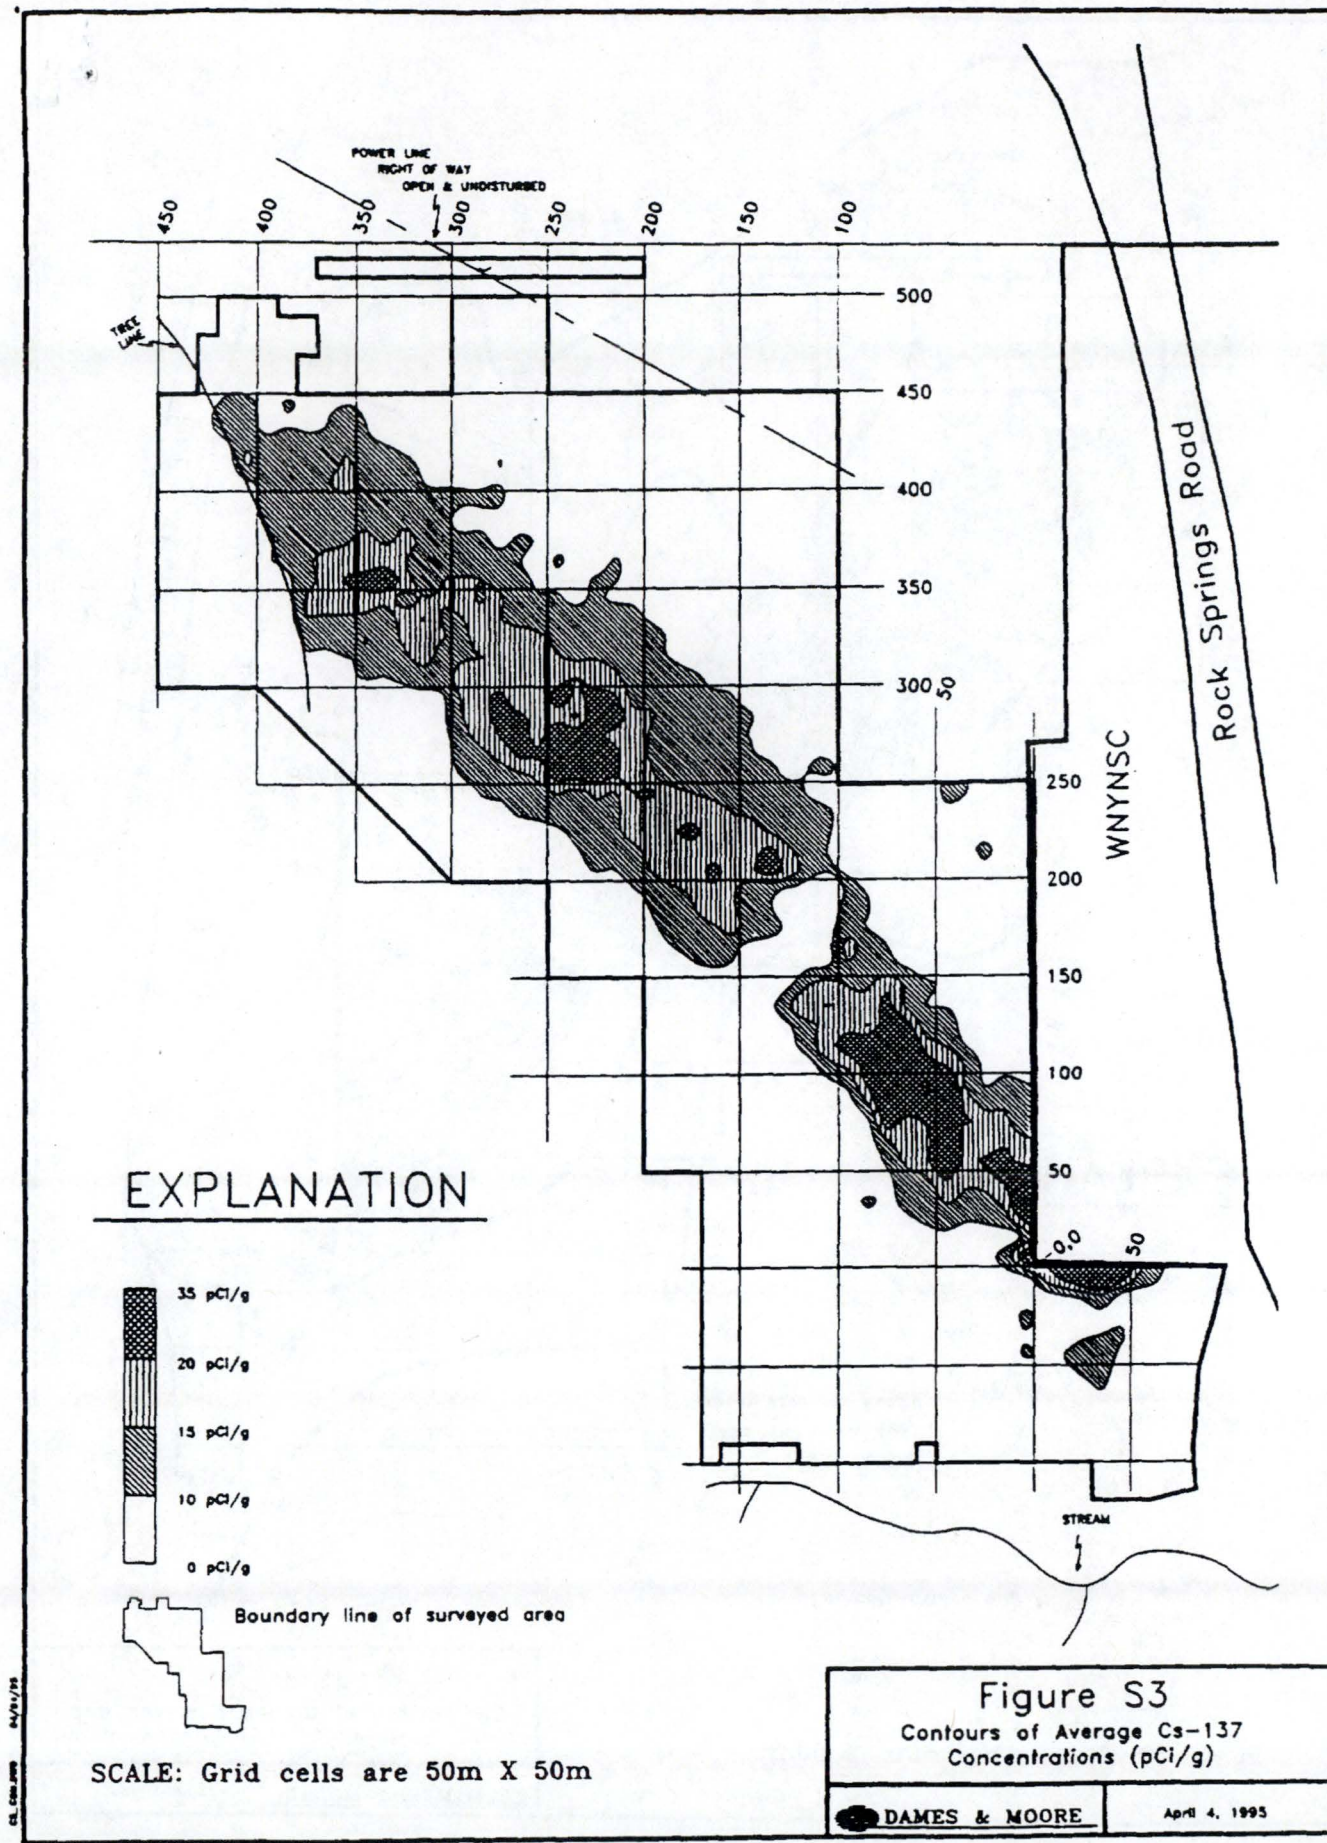 POWER LINE
RIGHT OF WAY
OPEN & UNDISTURBED
450
400
350
300
250
200
150
100
500
TREE
LINE
450
400
350
300
50
Rock Springs Road
WNYNSC
250
200
150
100
50
0,0
50
EXPLANATION
35 pCi/g
20 pCi/g
15 pCi/g
10 pCi/g
0 pCi/g
STREAM
Boundary line of surveyed area
SCALE: Grid cells are 50m X 50m
Figure S3
Contours of Average Cs-137
Concentrations (pCi/g)
DAMES & MOORE
April 4, 1995